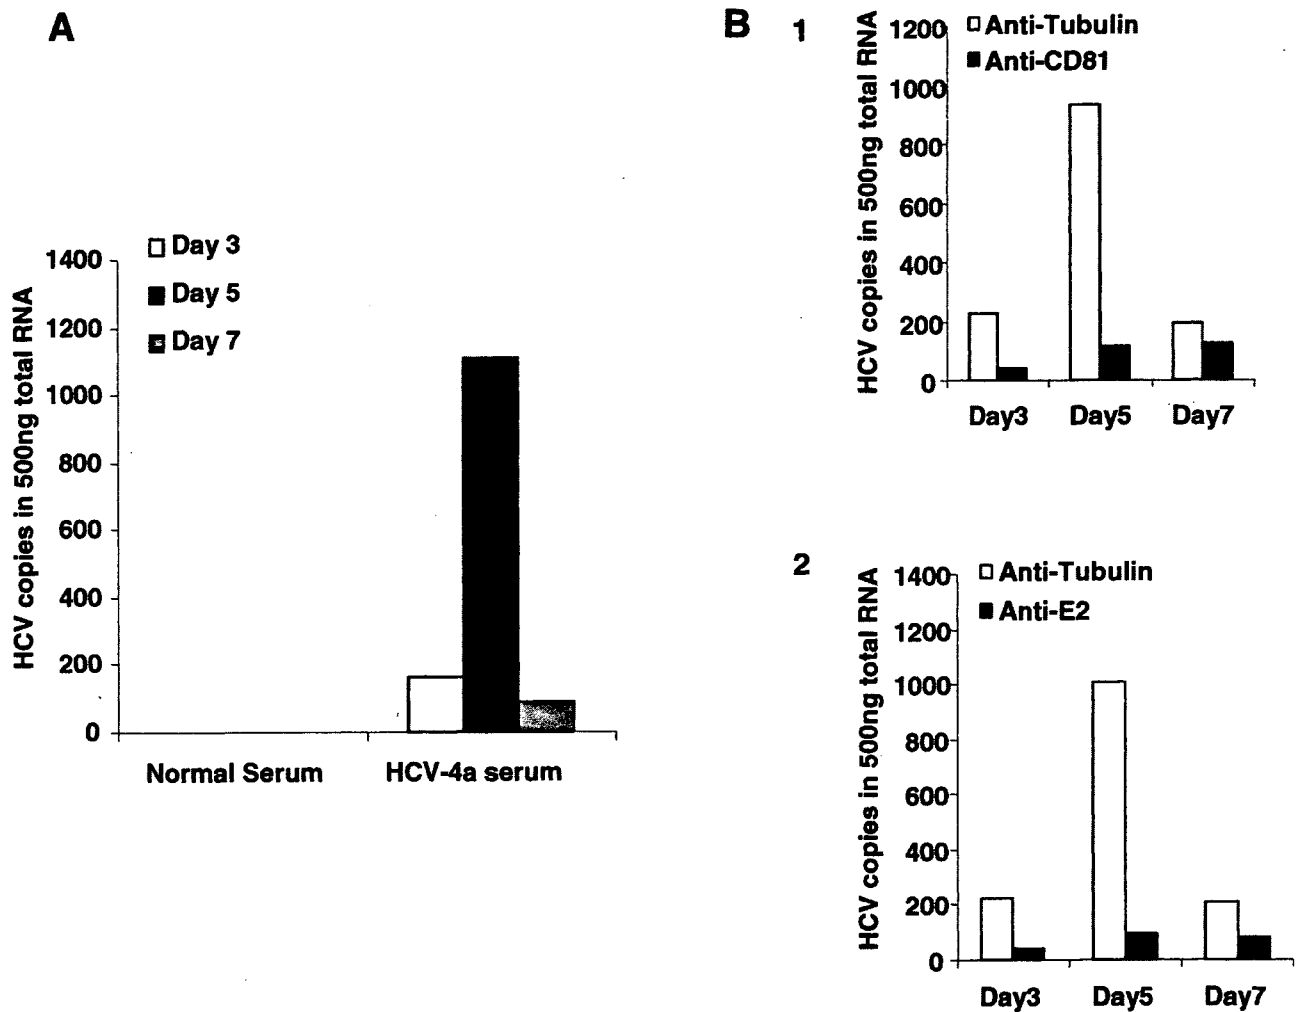 A
HCV copies in 500ng total RNA
1400
1200
1000
800
600
400
200
0
Day 3
Day 5
Day 7
Normal Serum
HCV-4a serum
B
1
HCV copies in 500ng total RNA
1200
1000
800
600
400
200
0
Anti-Tubulin
Anti-CD81
Day3
Day5
Day7
2
HCV copies in 500ng total RNA
1400
1200
1000
800
600
400
200
0
Anti-Tubulin
Anti-E2
Day3
Day5
Day7